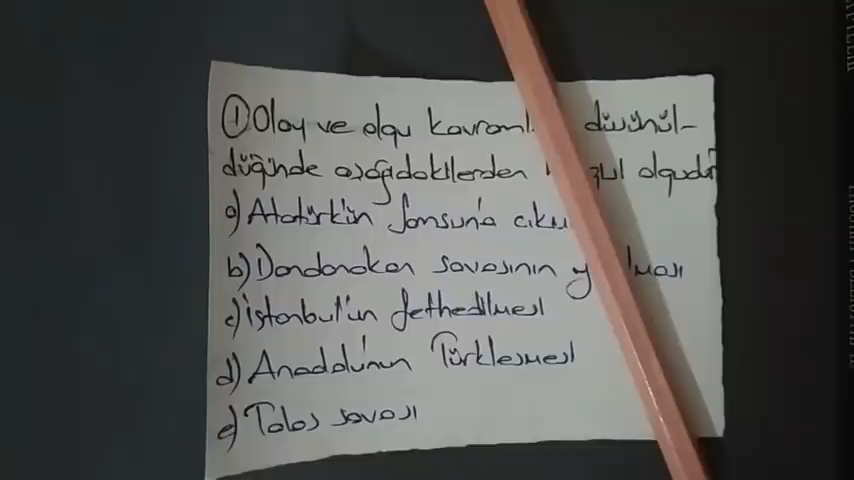 ① Olay ve olgu kavraml düşünül-
düğünde aşağıdakilerden olgudur
a) Atatürk'ün Samsun'a
b) Dandanakan savaşının
c) İstanbul'un fethedilmesi
d) Anadolu'nun Türkleşmesi
e) Talas savaşı